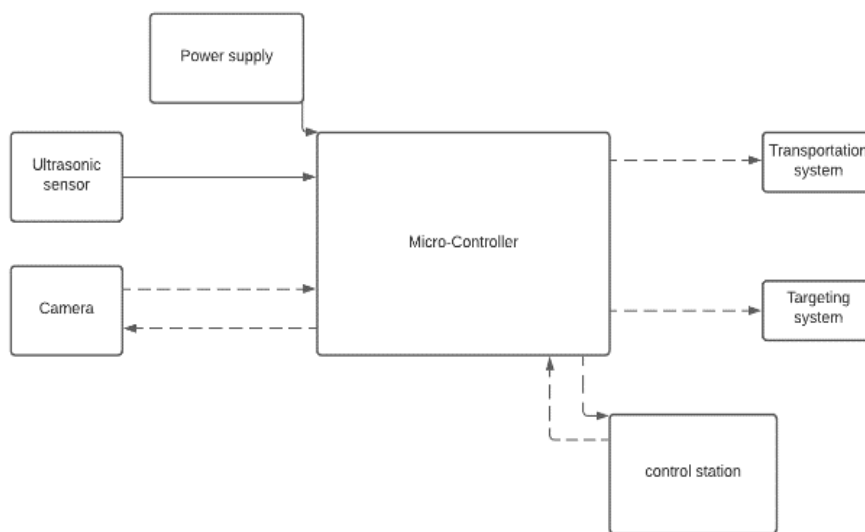 Power supply
Ultrasonic
sensor
Transportation
system
Micro-Controller
Camera
Targeting
system
control station